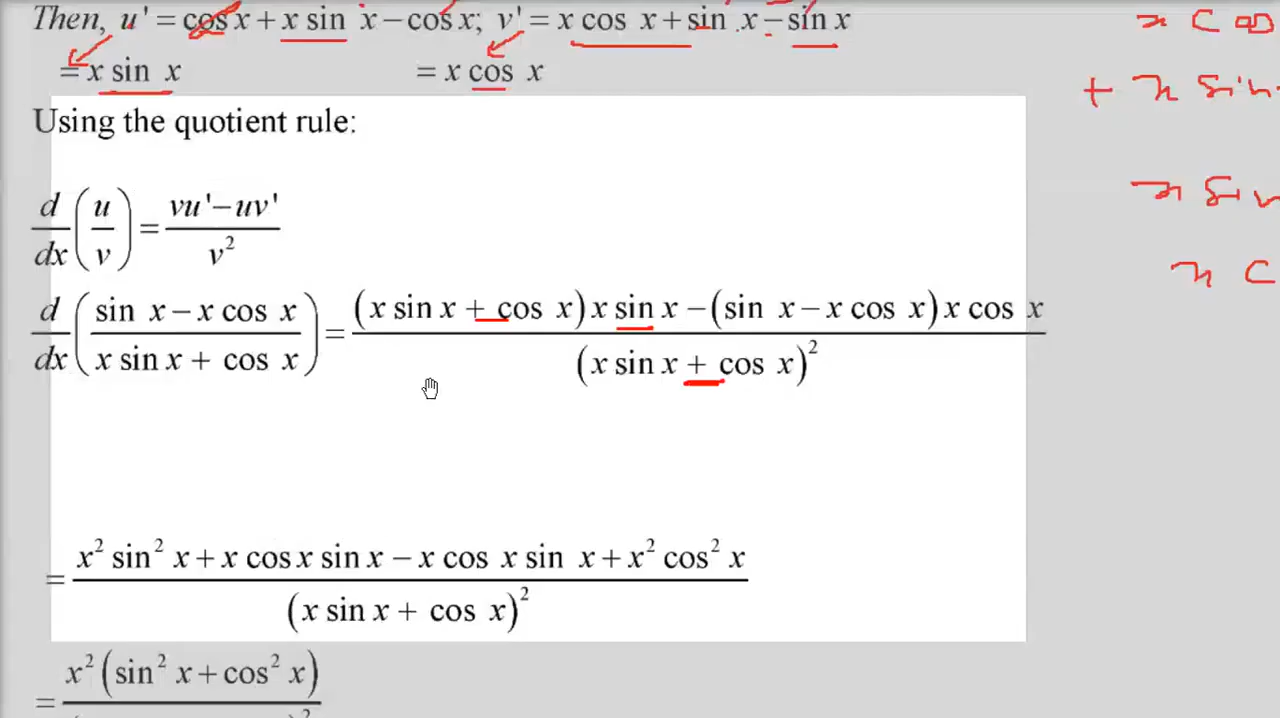 Then, u' = cos x + x sin x − cos x; v' = x cos x + sin x − sin x
= x sin x = x cos x
Using the quotient rule:
d/dx (u/v) = (vu' − uv')/v²
d/dx ((sin x − x cos x)/(x sin x + cos x)) = ((x sin x + cos x) x sin x − (sin x − x cos x) x cos x)/(x sin x + cos x)²
= (x² sin² x + x cos x sin x − x cos x sin x + x² cos² x)/(x sin x + cos x)²
= x² (sin² x + cos² x)
x
+ x sin
x sin
x c